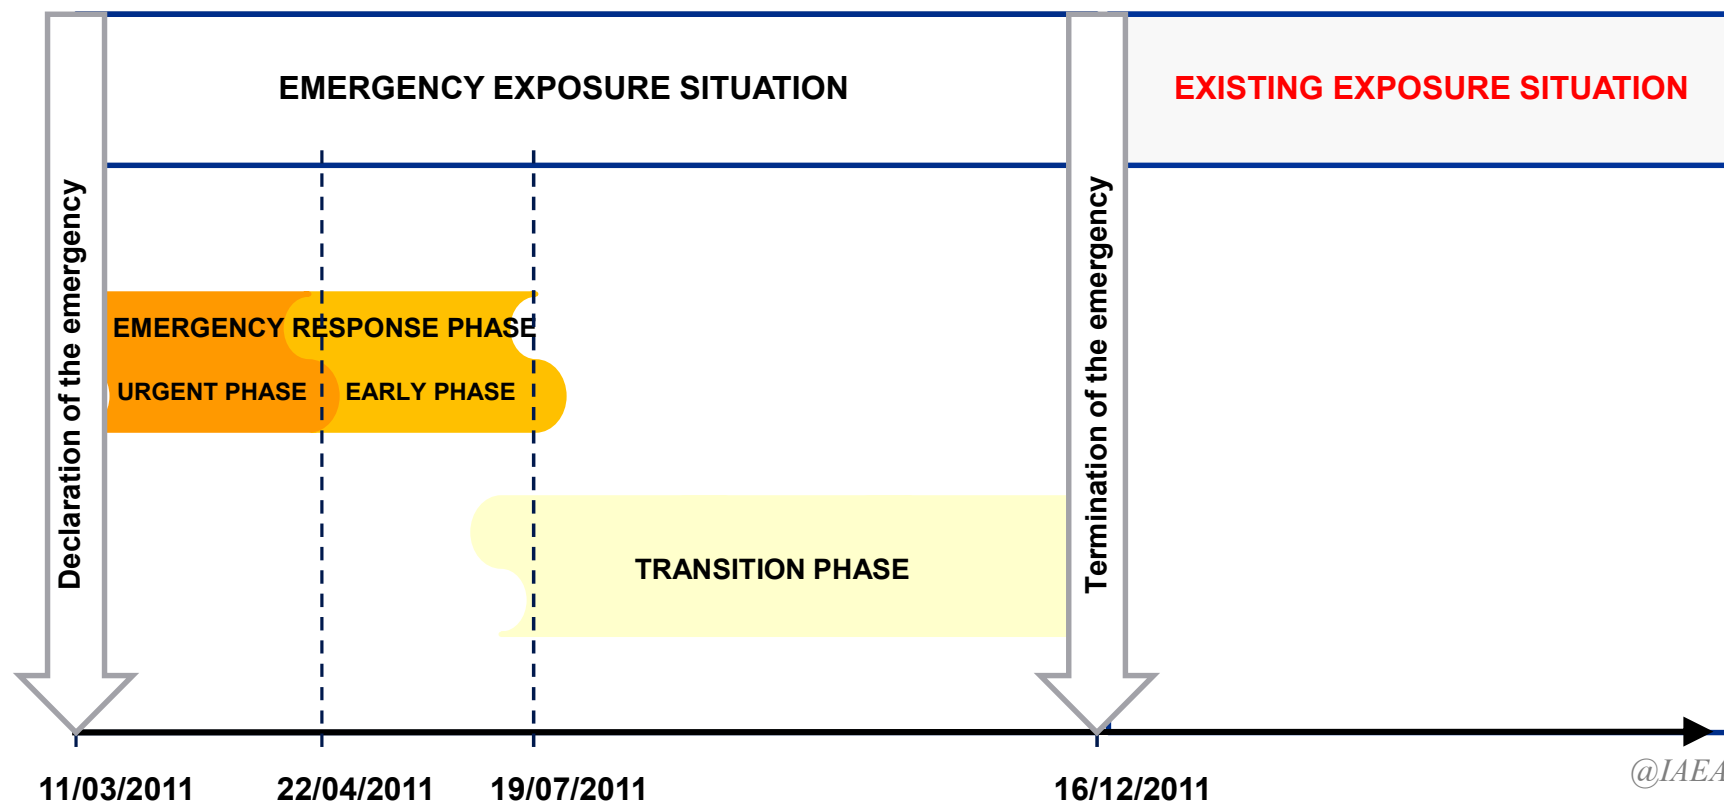 EMERGENCY EXPOSURE SITUATION
EXISTING EXPOSURE SITUATION
Declaration of the emergency
Termination of the emergency
EMERGENCY RESPONSE PHASE
URGENT PHASE
EARLY PHASE
TRANSITION PHASE
11/03/2011
22/04/2011
19/07/2011
16/12/2011
@IAEA